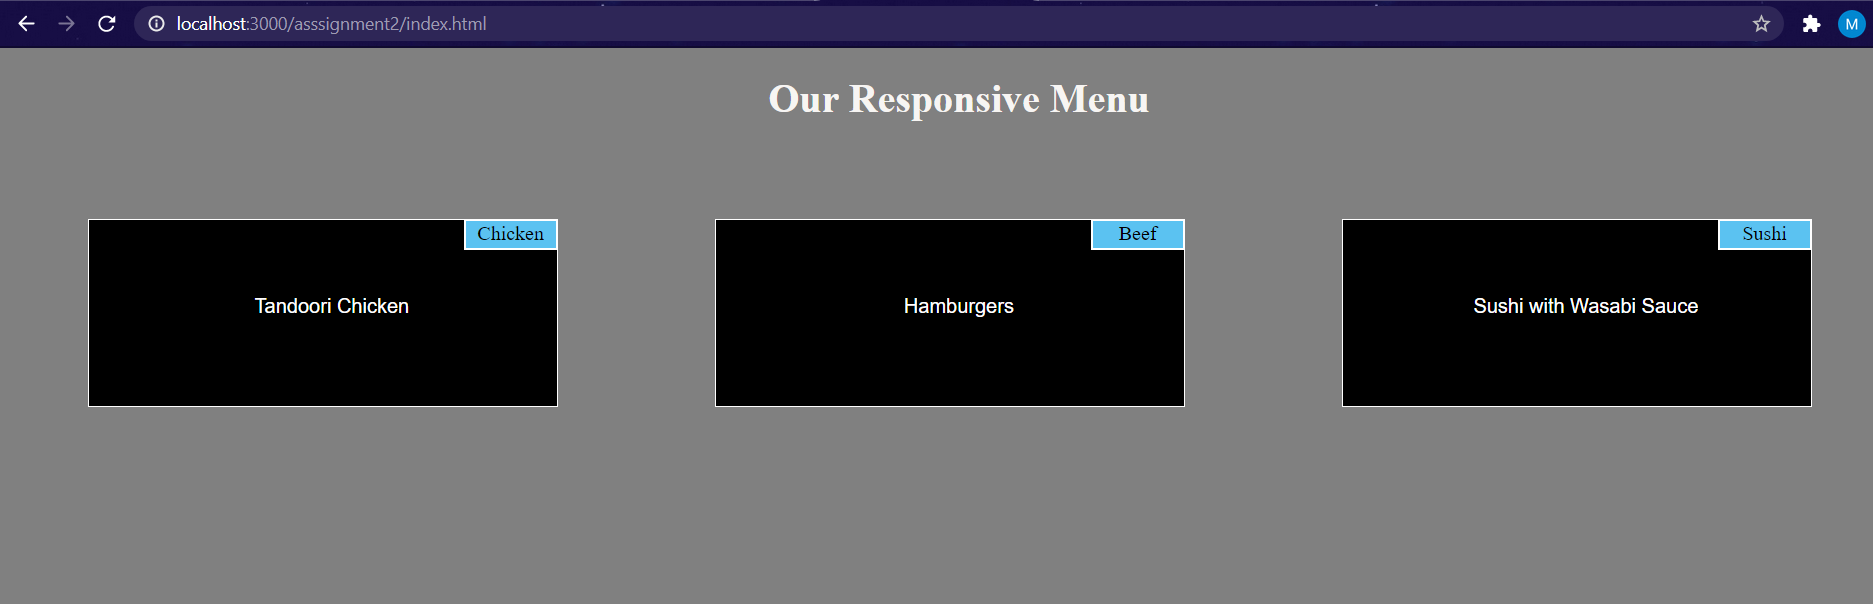 localhost:3000/asssignment2/index.html
M
Our Responsive Menu
Chicken
Tandoori Chicken
Beef
Hamburgers
Sushi
Sushi with Wasabi Sauce